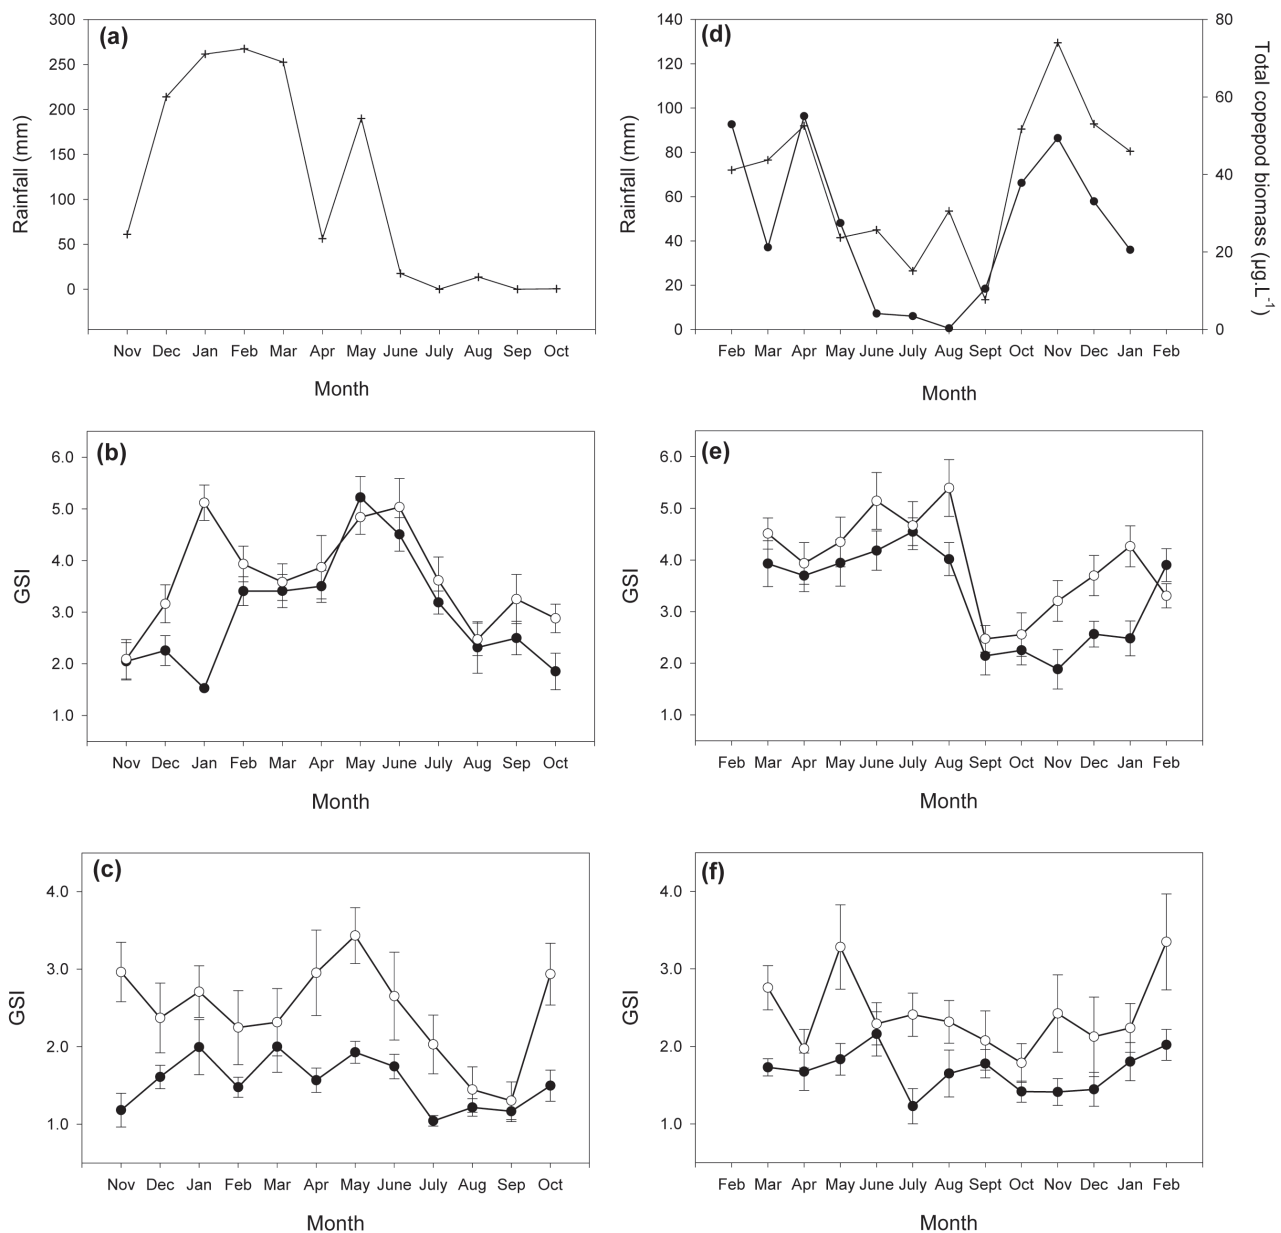 (a)
300
250
200
150
100
50
0
Rainfall (mm)
Nov Dec Jan Feb Mar Apr May June July Aug Sep Oct
Month
(d)
140
120
100
80
60
40
20
0
Rainfall (mm)
80
60
40
20
0
Total copepod biomass (µg.L⁻¹)
Feb Mar Apr May June July Aug Sept Oct Nov Dec Jan Feb
Month
(b)
6.0
5.0
4.0
3.0
2.0
1.0
GSI
Nov Dec Jan Feb Mar Apr May June July Aug Sep Oct
Month
(e)
6.0
5.0
4.0
3.0
2.0
1.0
GSI
Feb Mar Apr May June July Aug Sept Oct Nov Dec Jan Feb
Month
(c)
4.0
3.0
2.0
1.0
GSI
Nov Dec Jan Feb Mar Apr May June July Aug Sep Oct
Month
(f)
4.0
3.0
2.0
1.0
GSI
Feb Mar Apr May June July Aug Sept Oct Nov Dec Jan Feb
Month